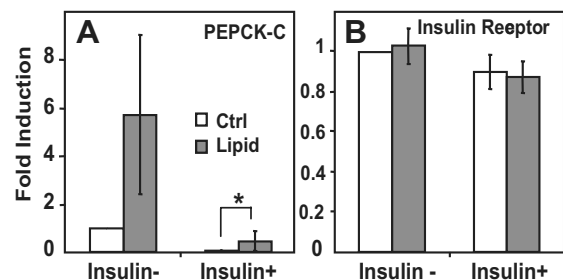 A
PEPCK-C
Fold Induction
8
6
4
2
0
Ctrl
Lipid
*
Insulin-
Insulin+
B
Insulin Receptor
1
0.8
0.6
0.4
0.2
0
Insulin -
Insulin+